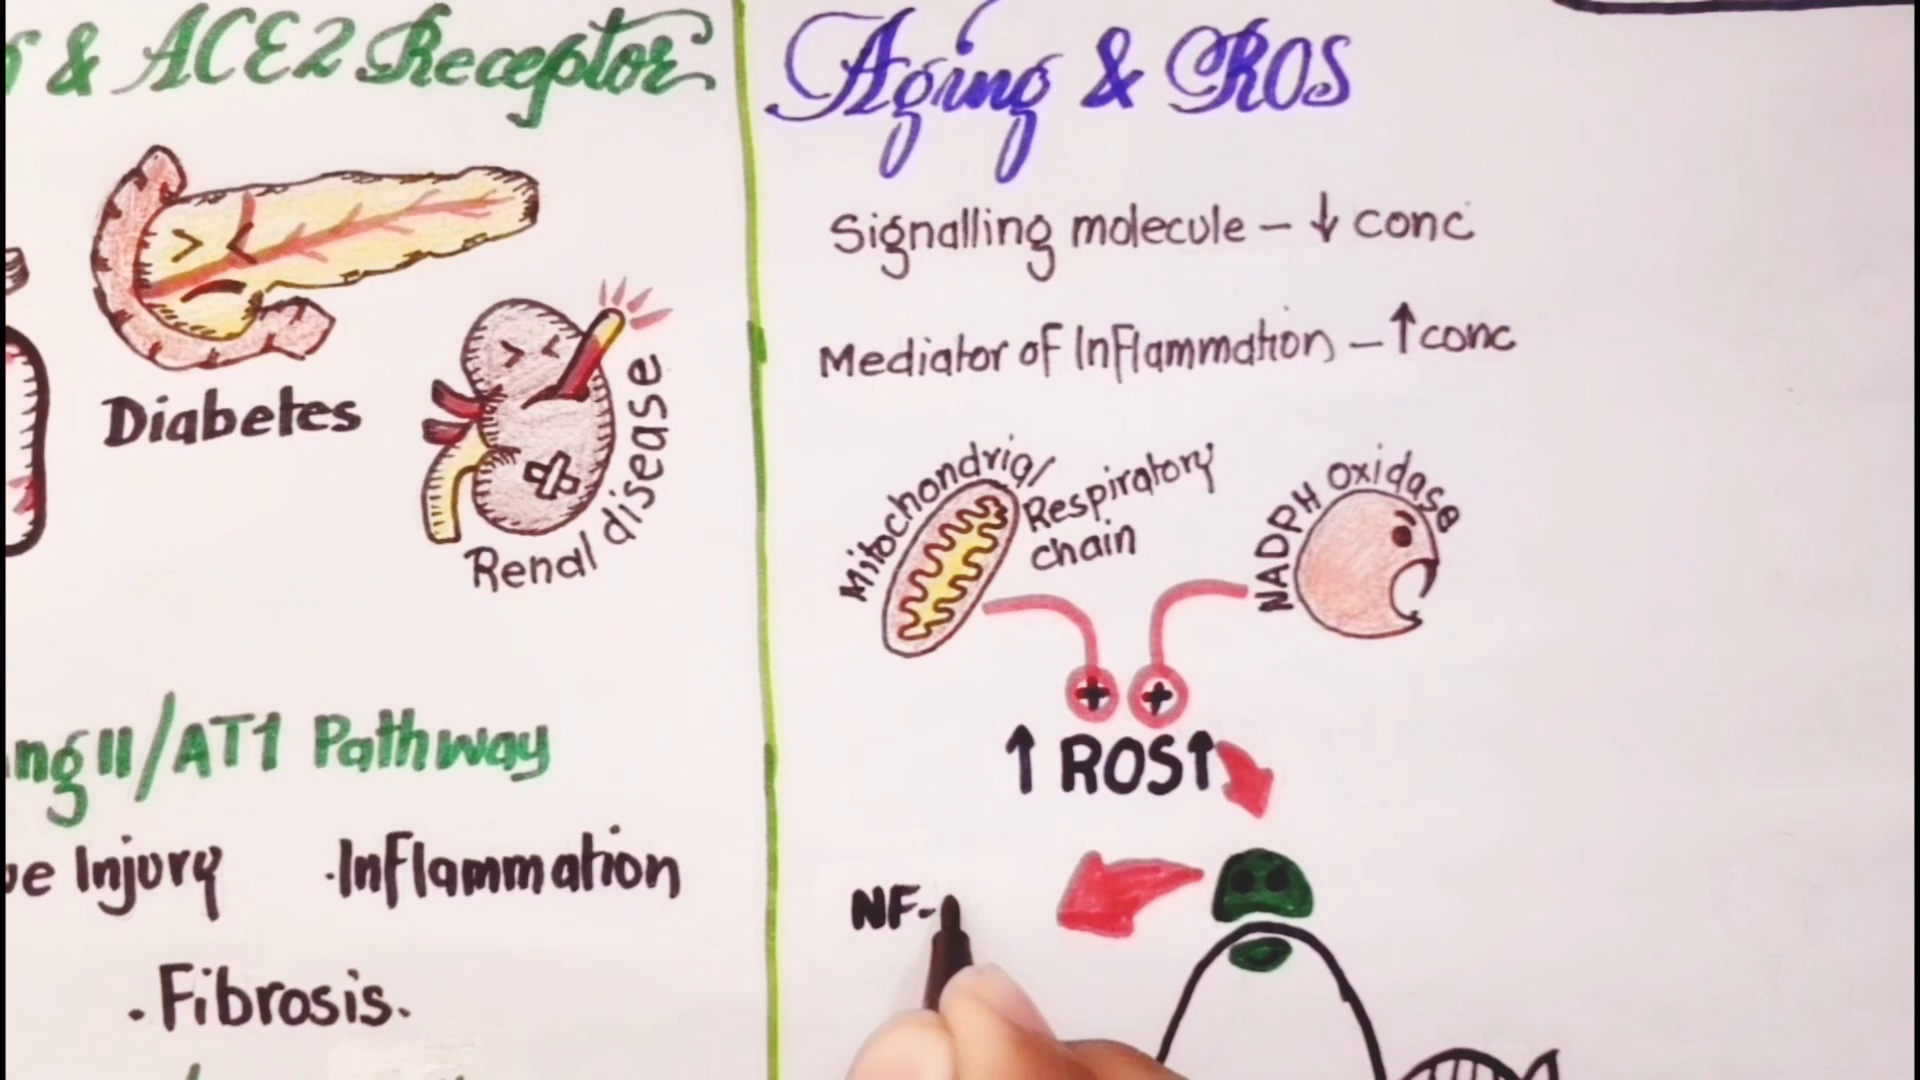 & ACE2 Receptor
Diabetes
Renal disease
ng II/AT1 Pathway
Injury
·Inflammation
·Fibrosis·
Aging & ROS
Signalling molecule – ↓ conc
Mediator of Inflammation – ↑ conc
Mitochondrial
Respiratory
chain
NADPH oxidase
+ +
↑ ROS↑
NF-